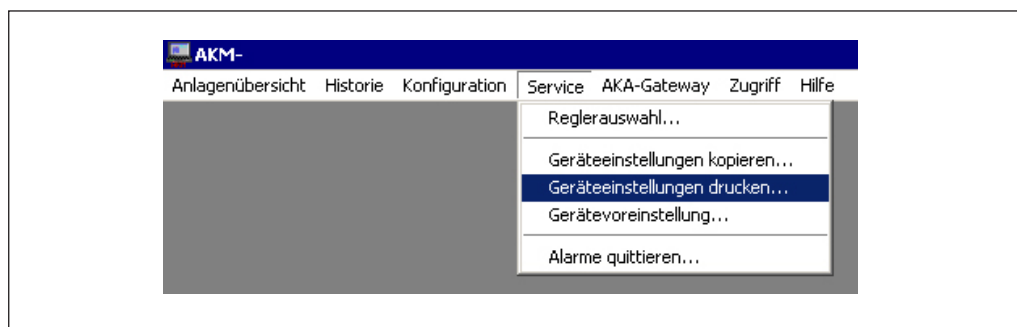 AKM-
Anlagenübersicht Historie Konfiguration Service AKA-Gateway Zugriff Hilfe
Reglerauswahl...
Geräteeinstellungen kopieren...
Geräteeinstellungen drucken...
Gerätevoreinstellung...
Alarme quittieren...